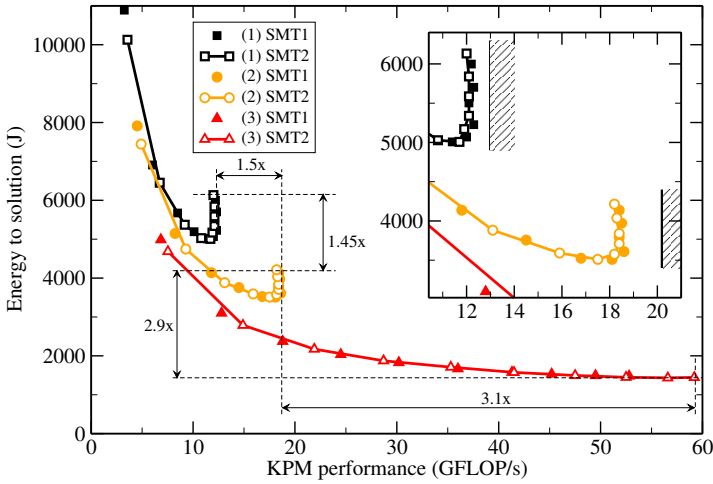 Energy to solution (J)
10000
8000
6000
4000
2000
0
0
10
20
30
40
50
60
KPM performance (GFLOP/s)
(1) SMT1
(1) SMT2
(2) SMT1
(2) SMT2
(3) SMT1
(3) SMT2
1.5x
1.45x
2.9x
3.1x
6000
5000
4000
12
14
16
18
20